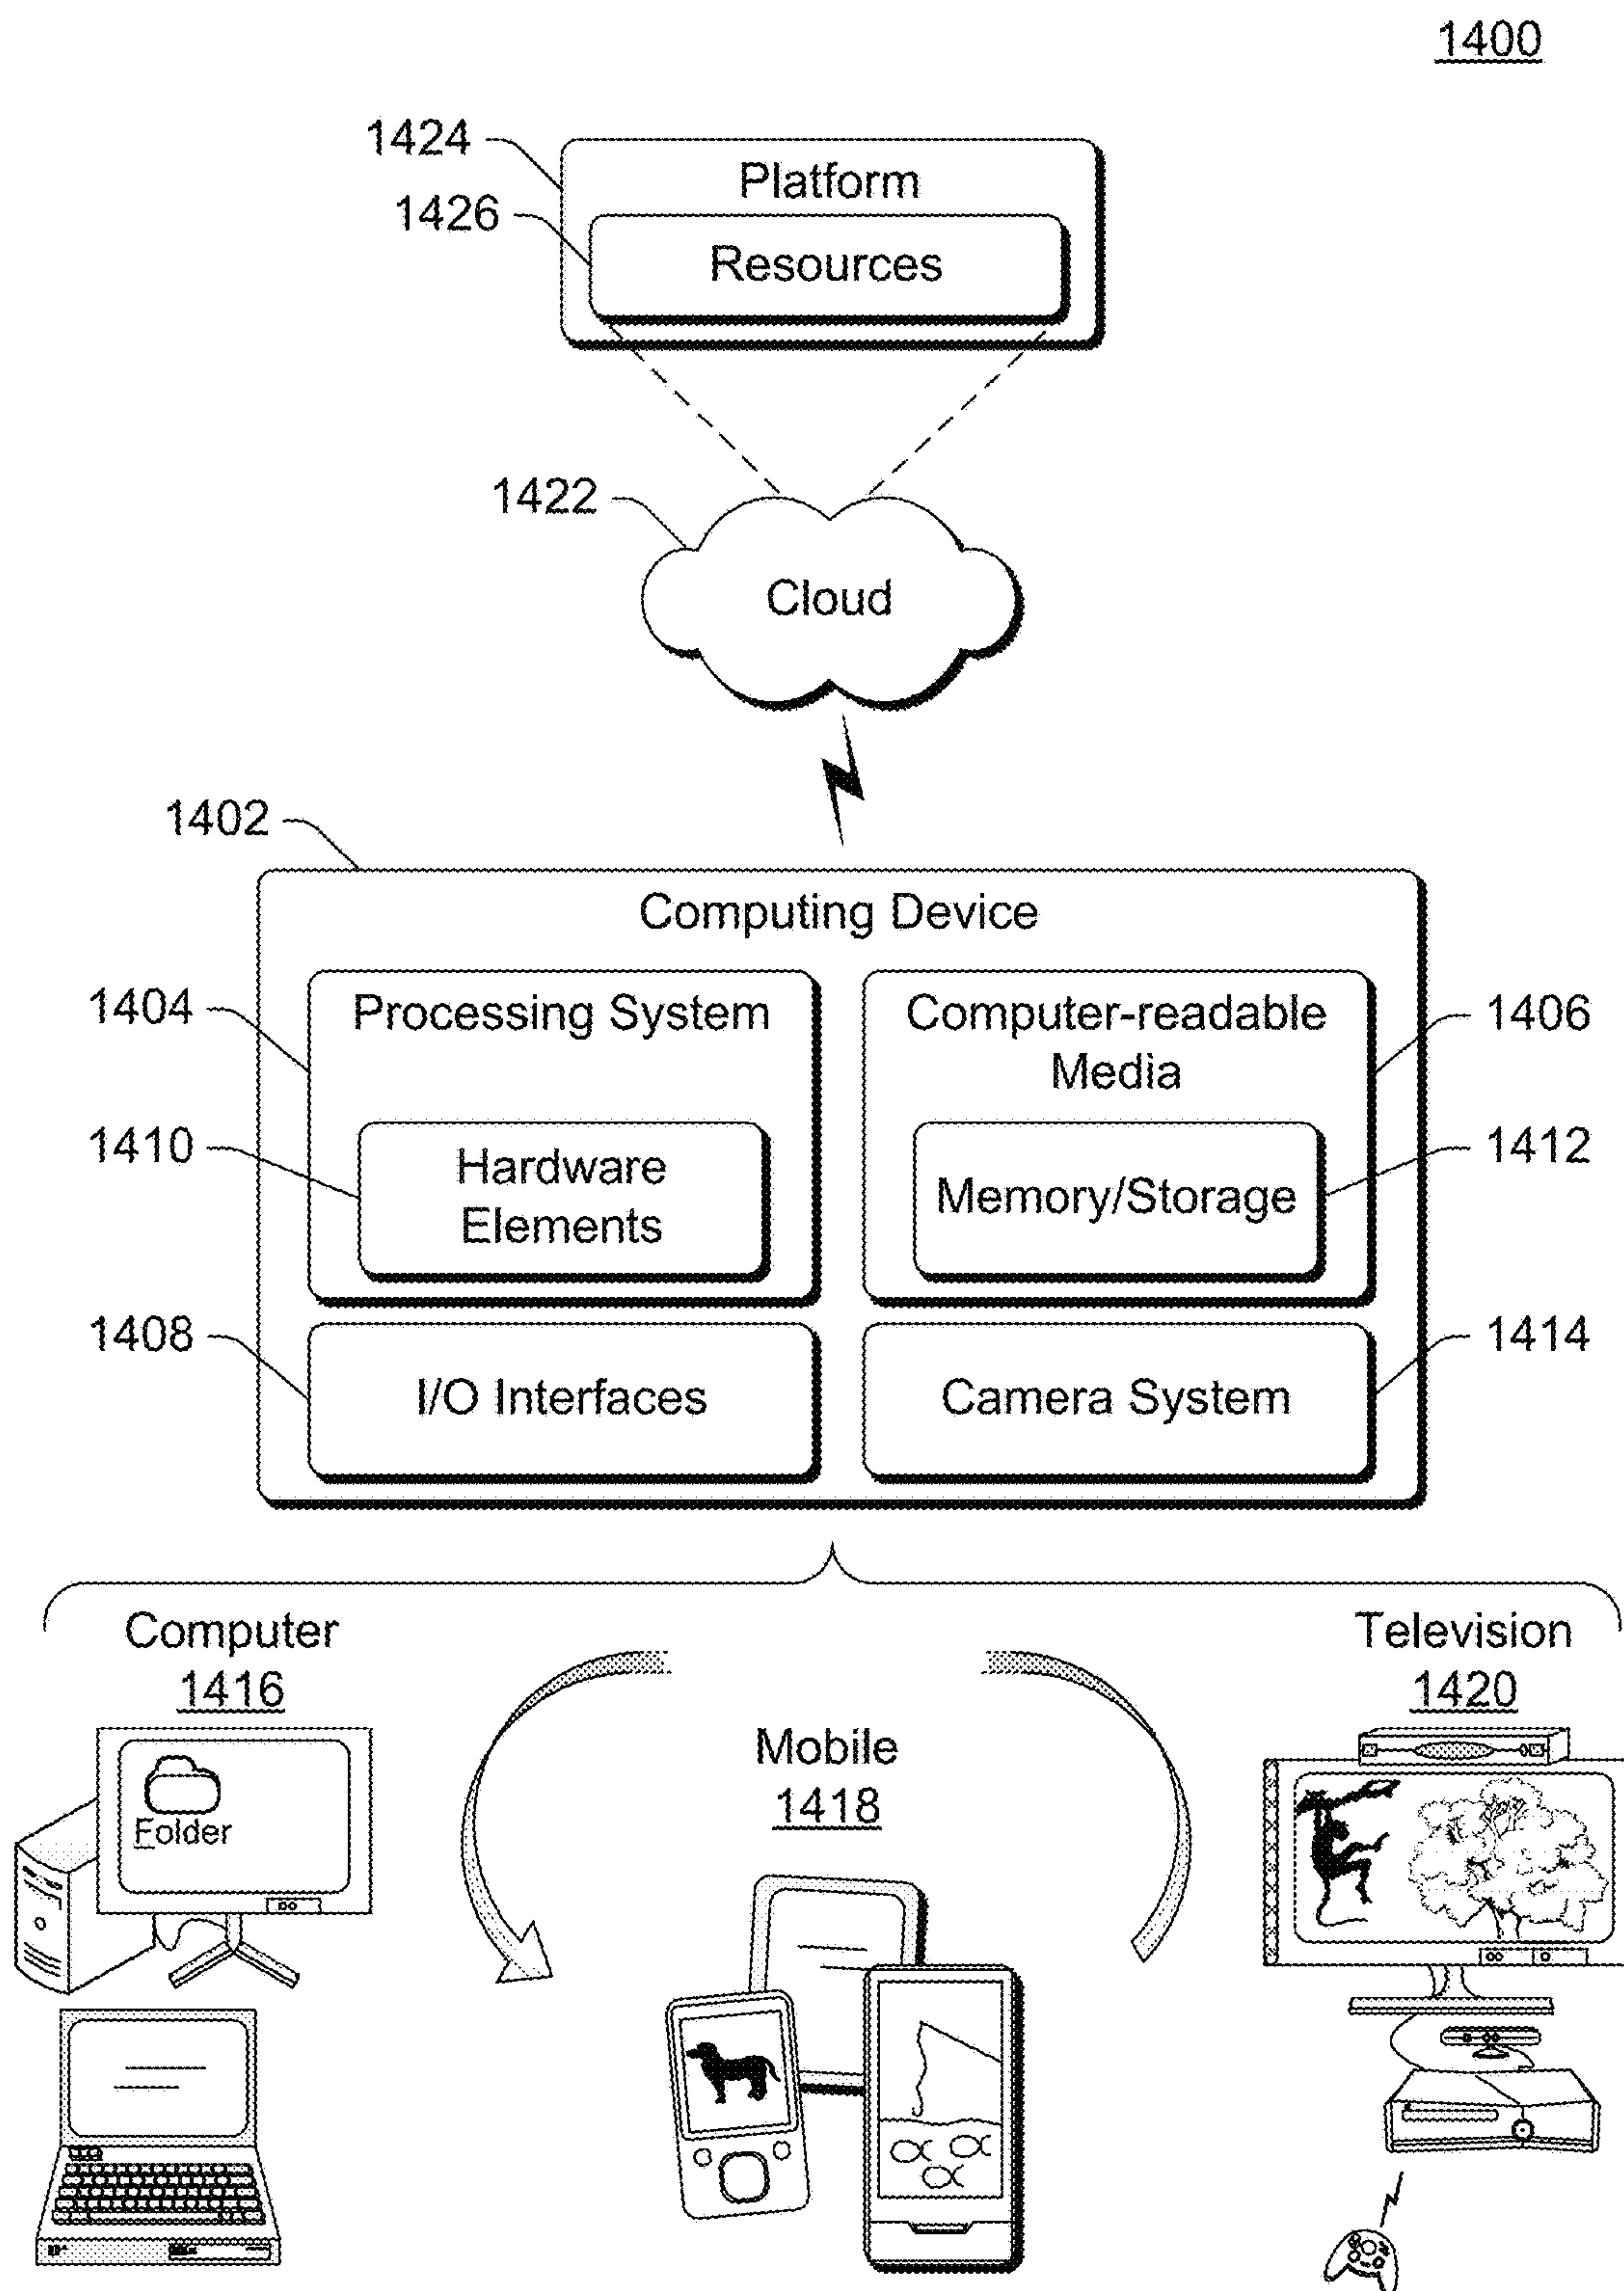 1400
1424
Platform
1426
Resources
1422
Cloud
1402
Computing Device
1404
Processing System
Computer-readable
Media
1406
1410
Hardware
Elements
Memory/Storage
1412
1408
I/O Interfaces
Camera System
1414
Computer
1416
Mobile
1418
Television
1420
Folder